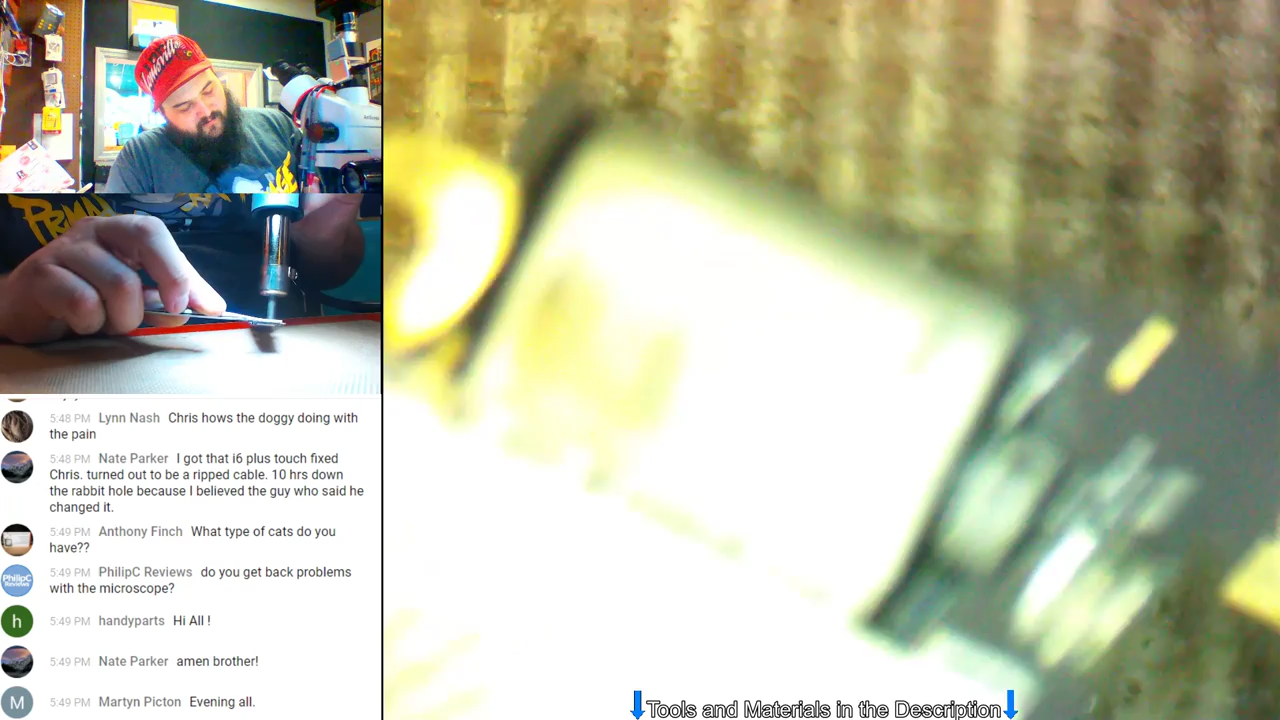 Louisville
PRMN
5:48 PM Lynn Nash Chris hows the doggy doing with
the pain
5:48 PM Nate Parker I got that i6 plus touch fixed
Chris. turned out to be a ripped cable. 10 hrs down
the rabbit hole because I believed the guy who said he
changed it.
5:49 PM Anthony Finch What type of cats do you
have??
PhilipC
Reviews
5:49 PM PhilipC Reviews do you get back problems
with the microscope?
h
5:49 PM handyparts Hi All !
5:49 PM Nate Parker amen brother!
M
5:49 PM Martyn Picton Evening all.
Tools and Materials in the Description